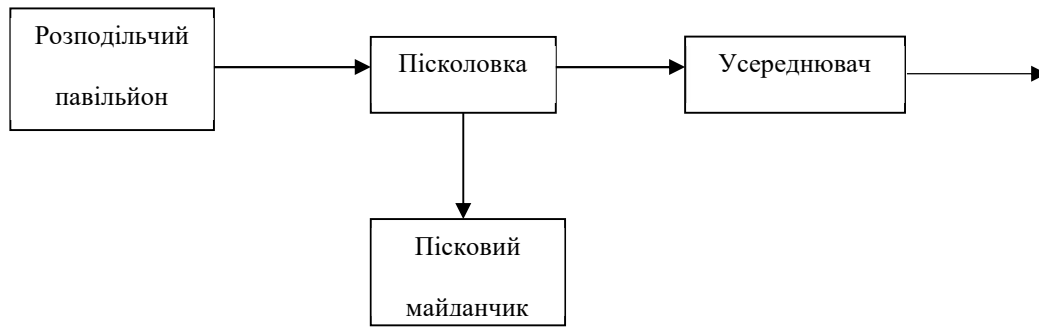 Розподільчий
павільйон
Пісколовка
Усереднювач
Пісковий
майданчик